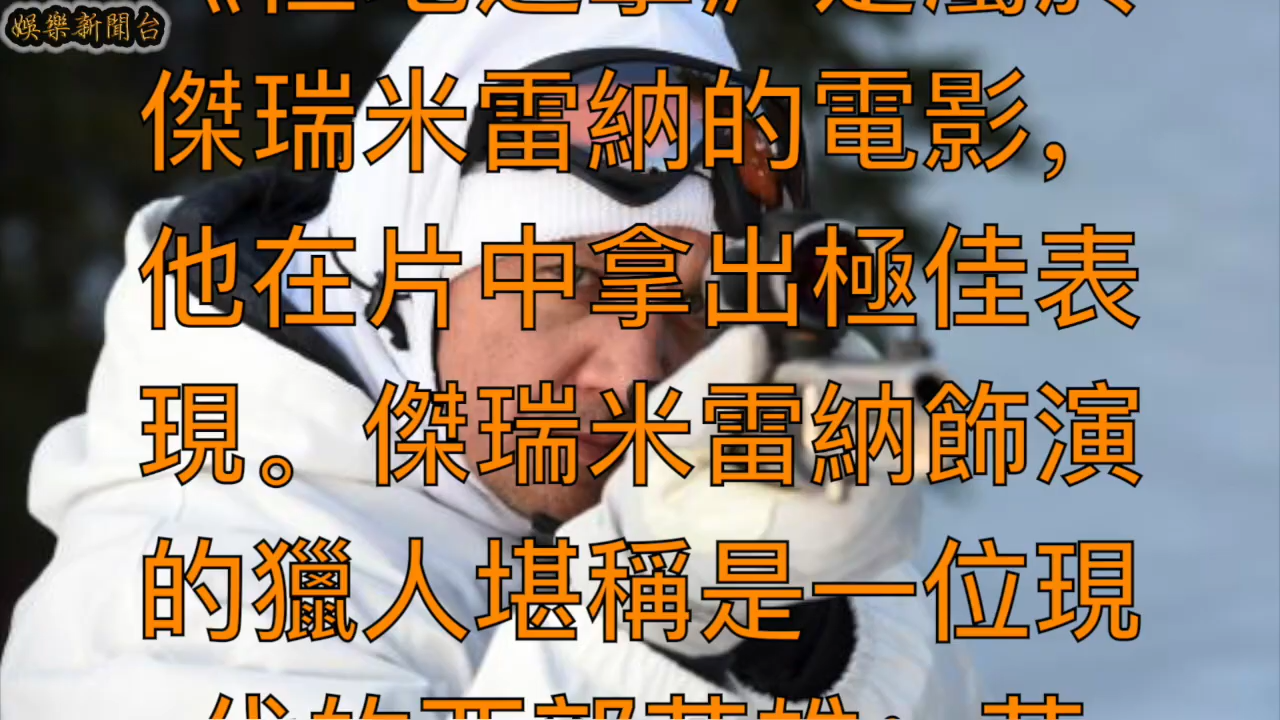 娛樂新聞台
傑瑞米雷納的電影,
他在片中拿出極佳表
現。傑瑞米雷納飾演
的獵人堪稱是一位現